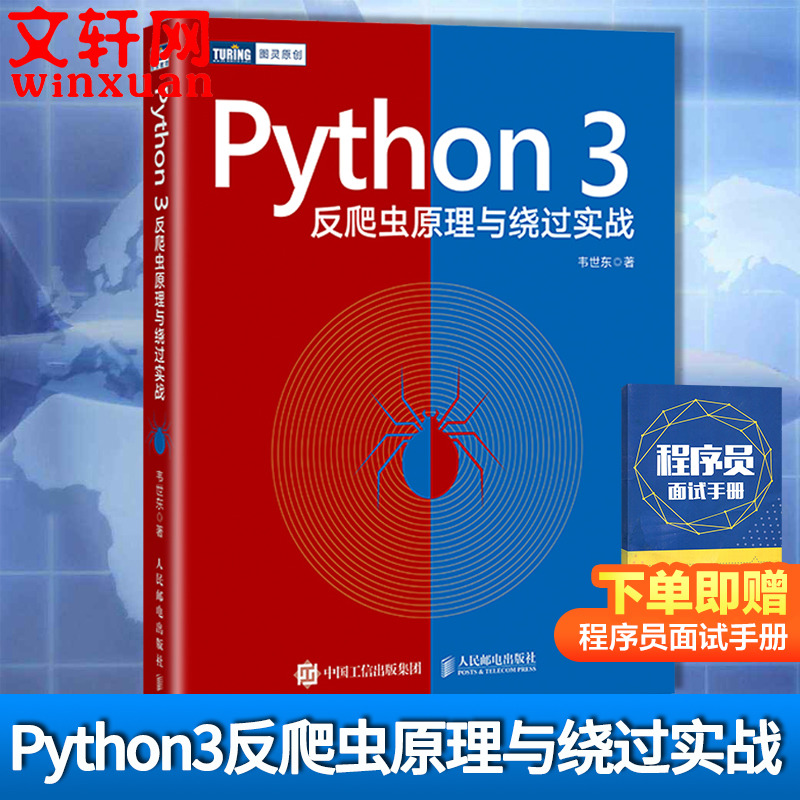 文轩网
winxuan
TURING 图灵原创
Python 3
反爬虫原理与绕过实战
韦世东 著
Python 3 反爬虫原理与绕过实战
韦世东 著
人民邮电出版社
中国工信出版集团
人民邮电出版社
POSTS & TELECOM PRESS
程序员
面试手册
下单即赠
程序员面试手册
Python3反爬虫原理与绕过实战